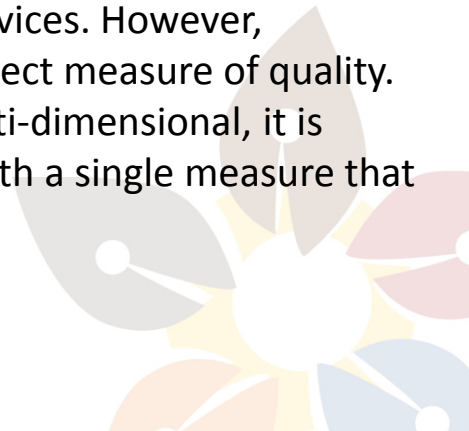 vices. However,
ect measure of quality.
ti-dimensional, it is
th a single measure that